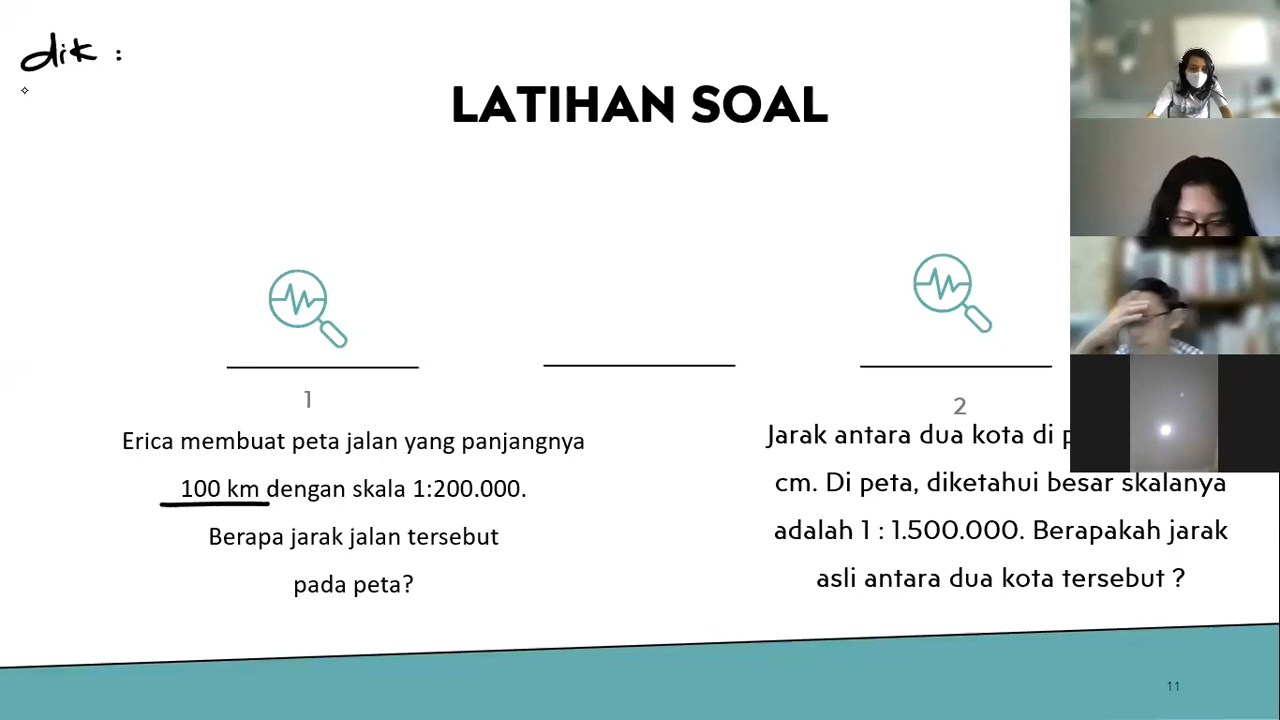 dik :
LATIHAN SOAL
1
Erica membuat peta jalan yang panjangnya
100 km dengan skala 1:200.000.
Berapa jarak jalan tersebut
pada peta?
2
Jarak antara dua kota di
cm. Di peta, diketahui besar skalanya
adalah 1 : 1.500.000. Berapakah jarak
asli antara dua kota tersebut ?
11